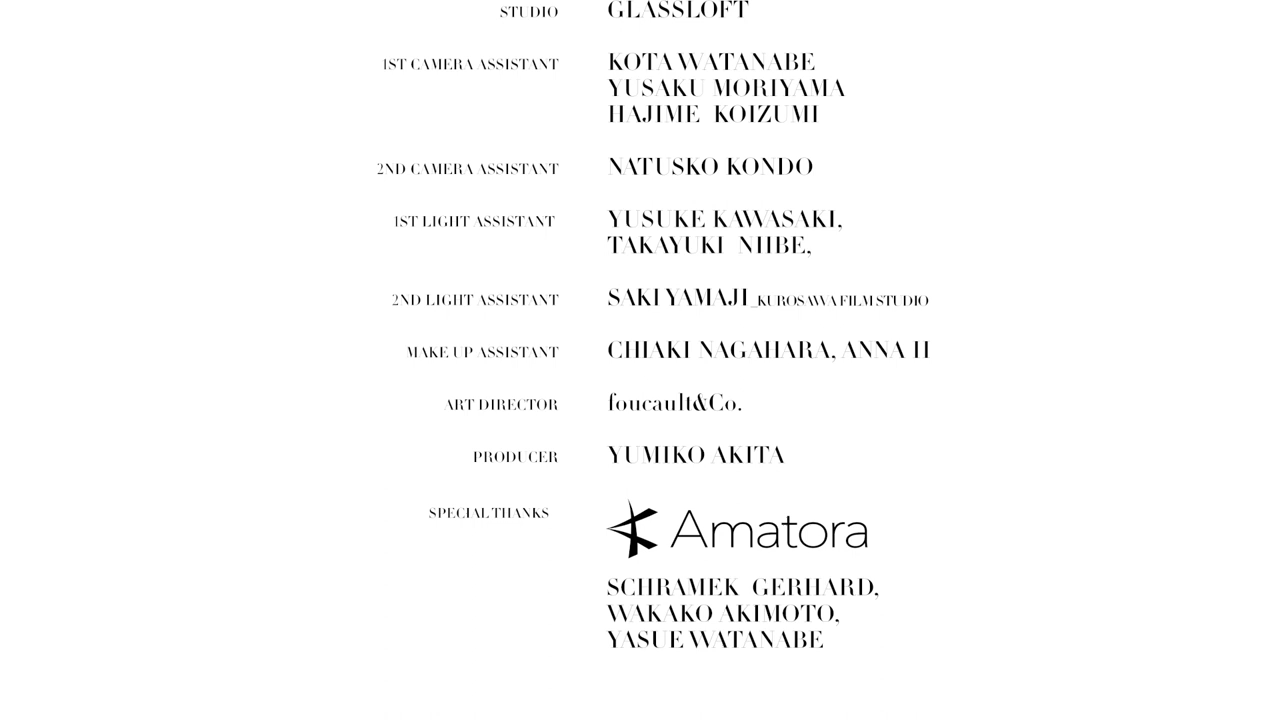 STUDIO GLASSLOFT
1ST CAMERA ASSISTANT KOTA WATANABE
YUSAKU MORIYAMA
HAJIME KOIZUMI
2ND CAMERA ASSISTANT NATUSKO KONDO
1ST LIGHT ASSISTANT YUSUKE KAWASAKI,
TAKAYUKI NIIBE,
2ND LIGHT ASSISTANT SAKI YAMAJI_KUROSAWA FILM STUDIO
MAKE UP ASSISTANT CHIAKI NAGAHARA, ANNA II
ART DIRECTOR foucault&Co.
PRODUCER YUMIKO AKITA
SPECIAL THANKS Amatora
SCHRAMEK GERHARD,
WAKAKO AKIMOTO,
YASUE WATANABE